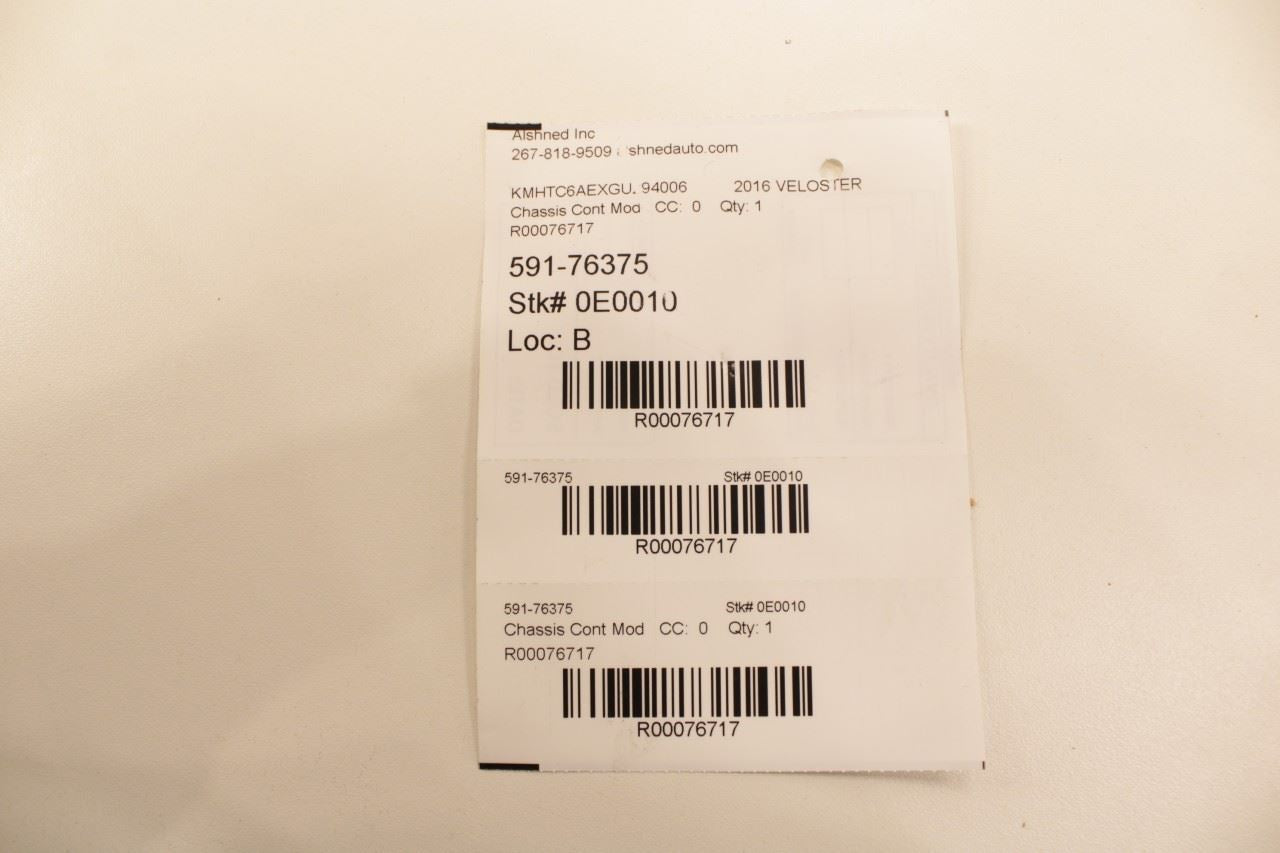 Alshned Inc
267-818-9509 shnedauto.com
94006 2016 VELOSTER
Chassis Cont Mod CC: 0 Qty: 1
R00076717
591-76375
Stk# 0E0010
Loc: B
R00076717
591-76375 Stk# 0E0010
R00076717
591-76375 Stk# 0E0010
Chassis Cont Mod CC: 0 Qty: 1
R00076717
R00076717